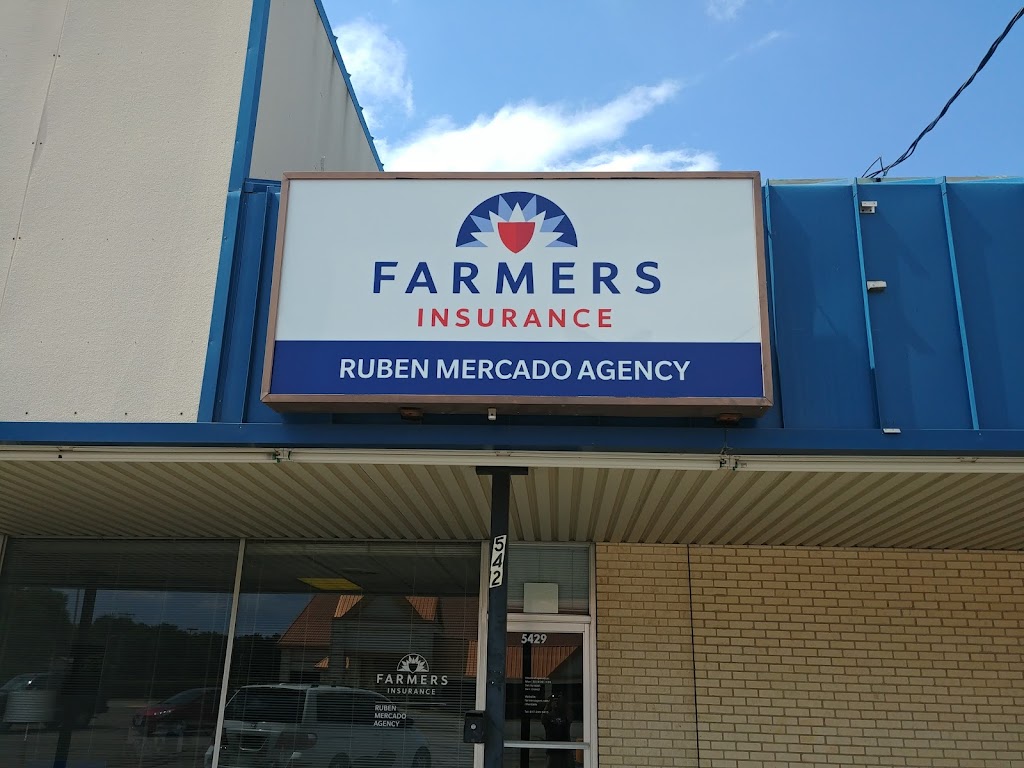 FARMERS
INSURANCE
RUBEN MERCADO AGENCY
542
5429
FARMERS
INSURANCE
RUBEN
MERCADO
AGENCY